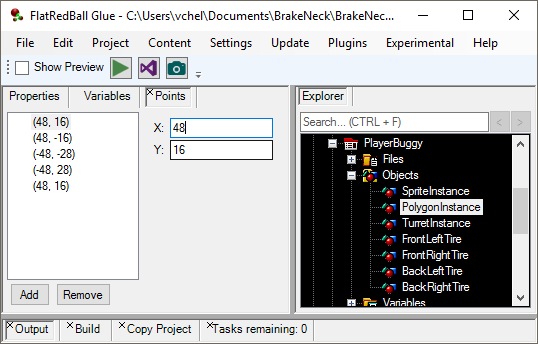 FlatRedBall Glue - C:\Users\vchel\Documents\BrakeNeck\BrakeNec...
File Edit Project Content Settings Update Plugins Experimental Help
Show Preview
Properties Variables Points
(48, 16)
(48, -16)
(-48, -28)
(-48, 28)
(48, 16)
X: 48
Y: 16
Add Remove
Explorer
Search... (CTRL + F) < >
PlayerBuggy
Files
Objects
SpriteInstance
PolygonInstance
TurretInstance
FrontLeftTire
FrontRightTire
BackLeftTire
BackRightTire
Variables
Output Build Copy Project Tasks remaining: 0